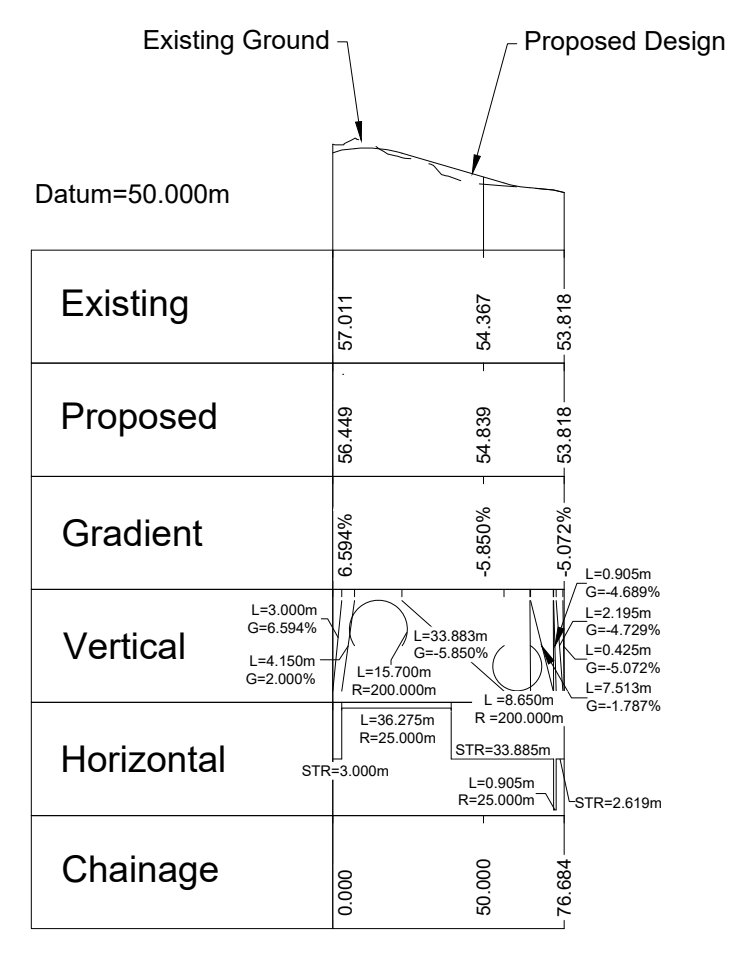 Existing Ground
Proposed Design
Datum=50.000m
Existing
57.011
54.367
53.818
Proposed
56.449
54.839
53.818
Gradient
6.594%
-5.850%
-5.072%
Vertical
L=3.000m
G=6.594%
L=4.150m
G=2.000%
L=15.700m
R=200.000m
L=33.883m
G=-5.850%
L =8.650m
R =200.000m
L=0.905m
G=-4.689%
L=2.195m
G=-4.729%
L=0.425m
G=-5.072%
L=7.513m
G=-1.787%
Horizontal
STR=3.000m
L=36.275m
R=25.000m
STR=33.885m
L=0.905m
R=25.000m
STR=2.619m
Chainage
0.000
50.000
76.684